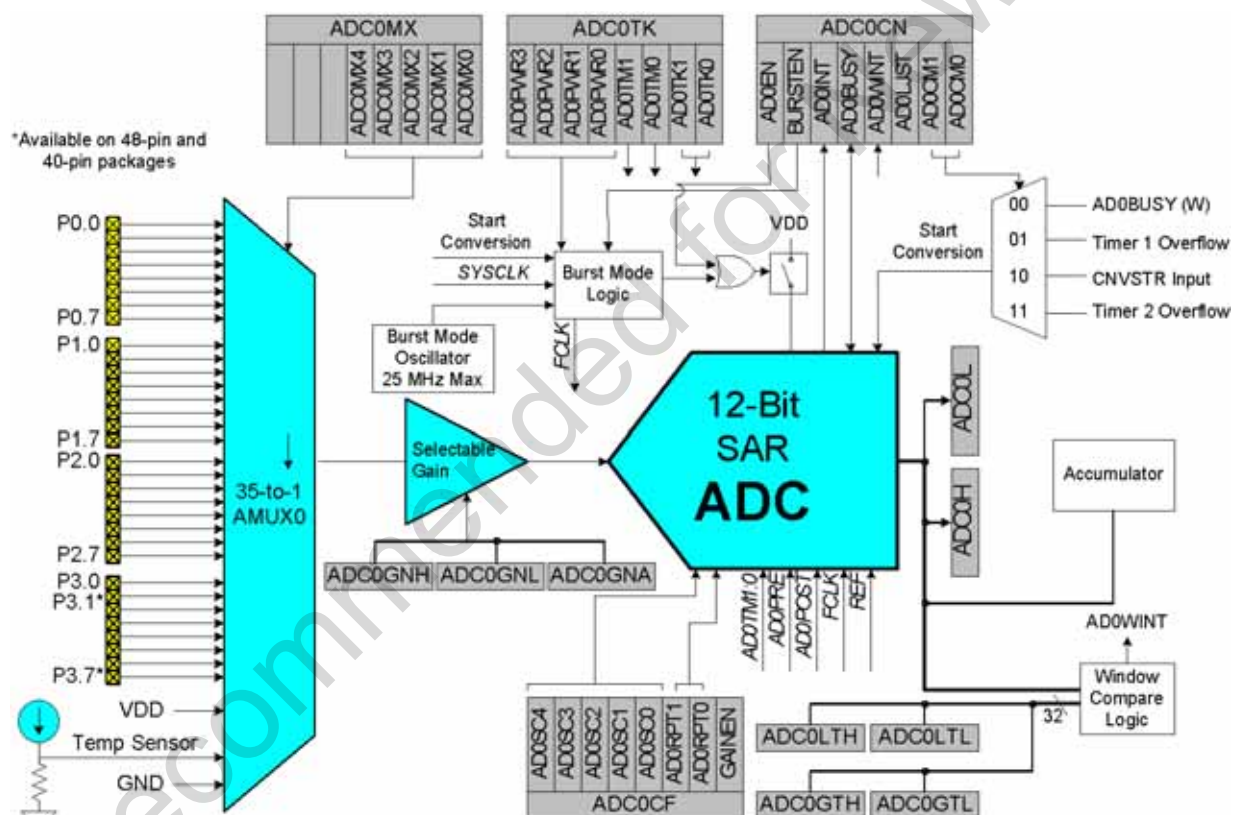 ADC0MX
ADC0MX4
ADC0MX3
ADC0MX2
ADC0MX1
ADC0MX0
ADC0TK
AD0PWR3
AD0PWR2
AD0PWR1
AD0PWR0
AD0TM1
AD0TM0
AD0TK1
AD0TK0
ADC0CN
AD0EN
BURSTEN
AD0INT
AD0BUSY
AD0WINT
AD0LJST
AD0CM1
AD0CM0
*Available on 48-pin and
40-pin packages
P0.0
P0.7
P1.0
P1.7
P2.0
P2.7
P3.0
P3.1*
P3.7*
VDD
Temp Sensor
GND
35-to-1
AMUX0
Start
Conversion
SYSCLK
Burst Mode
Logic
Burst Mode
Oscillator
25 MHz Max
FCLK
VDD
Start
Conversion
00
01
10
11
AD0BUSY (W)
Timer 1 Overflow
CNVSTR Input
Timer 2 Overflow
Selectable
Gain
ADC0GNH
ADC0GNL
ADC0GNA
12-Bit
SAR
ADC
ADC0L
ADC0H
Accumulator
AD0TM1:0
AD0PRE
AD0POST
FCLK
REF
AD0WINT
Window
Compare
Logic
32
AD0SC4
AD0SC3
AD0SC2
AD0SC1
AD0SC0
AD0RPT1
AD0RPT0
GAINEN
ADC0CF
ADC0LTH
ADC0LTL
ADC0GTH
ADC0GTL
ecommended for